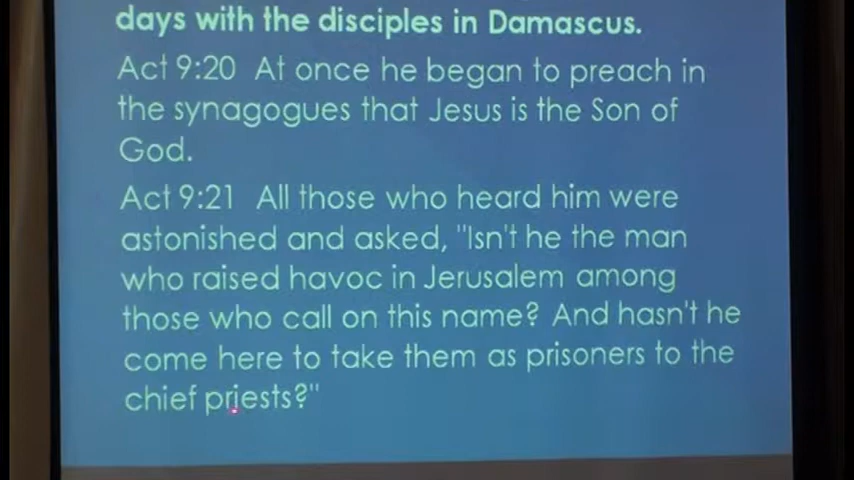 days with the disciples in Damascus.
Act 9:20 At once he began to preach in
the synagogues that Jesus is the Son of
God.
Act 9:21 All those who heard him were
astonished and asked, "Isn't he the man
who raised havoc in Jerusalem among
those who call on this name? And hasn't he
come here to take them as prisoners to the
chief priests?"